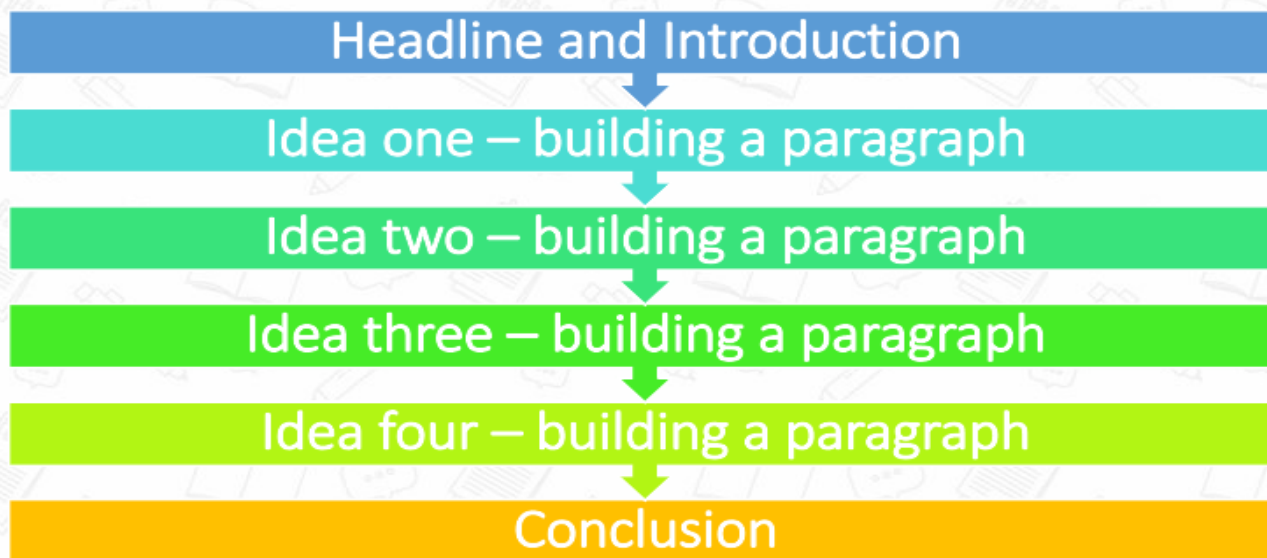 Headline and Introduction
Idea one – building a paragraph
Idea two – building a paragraph
Idea three – building a paragraph
Idea four – building a paragraph
Conclusion